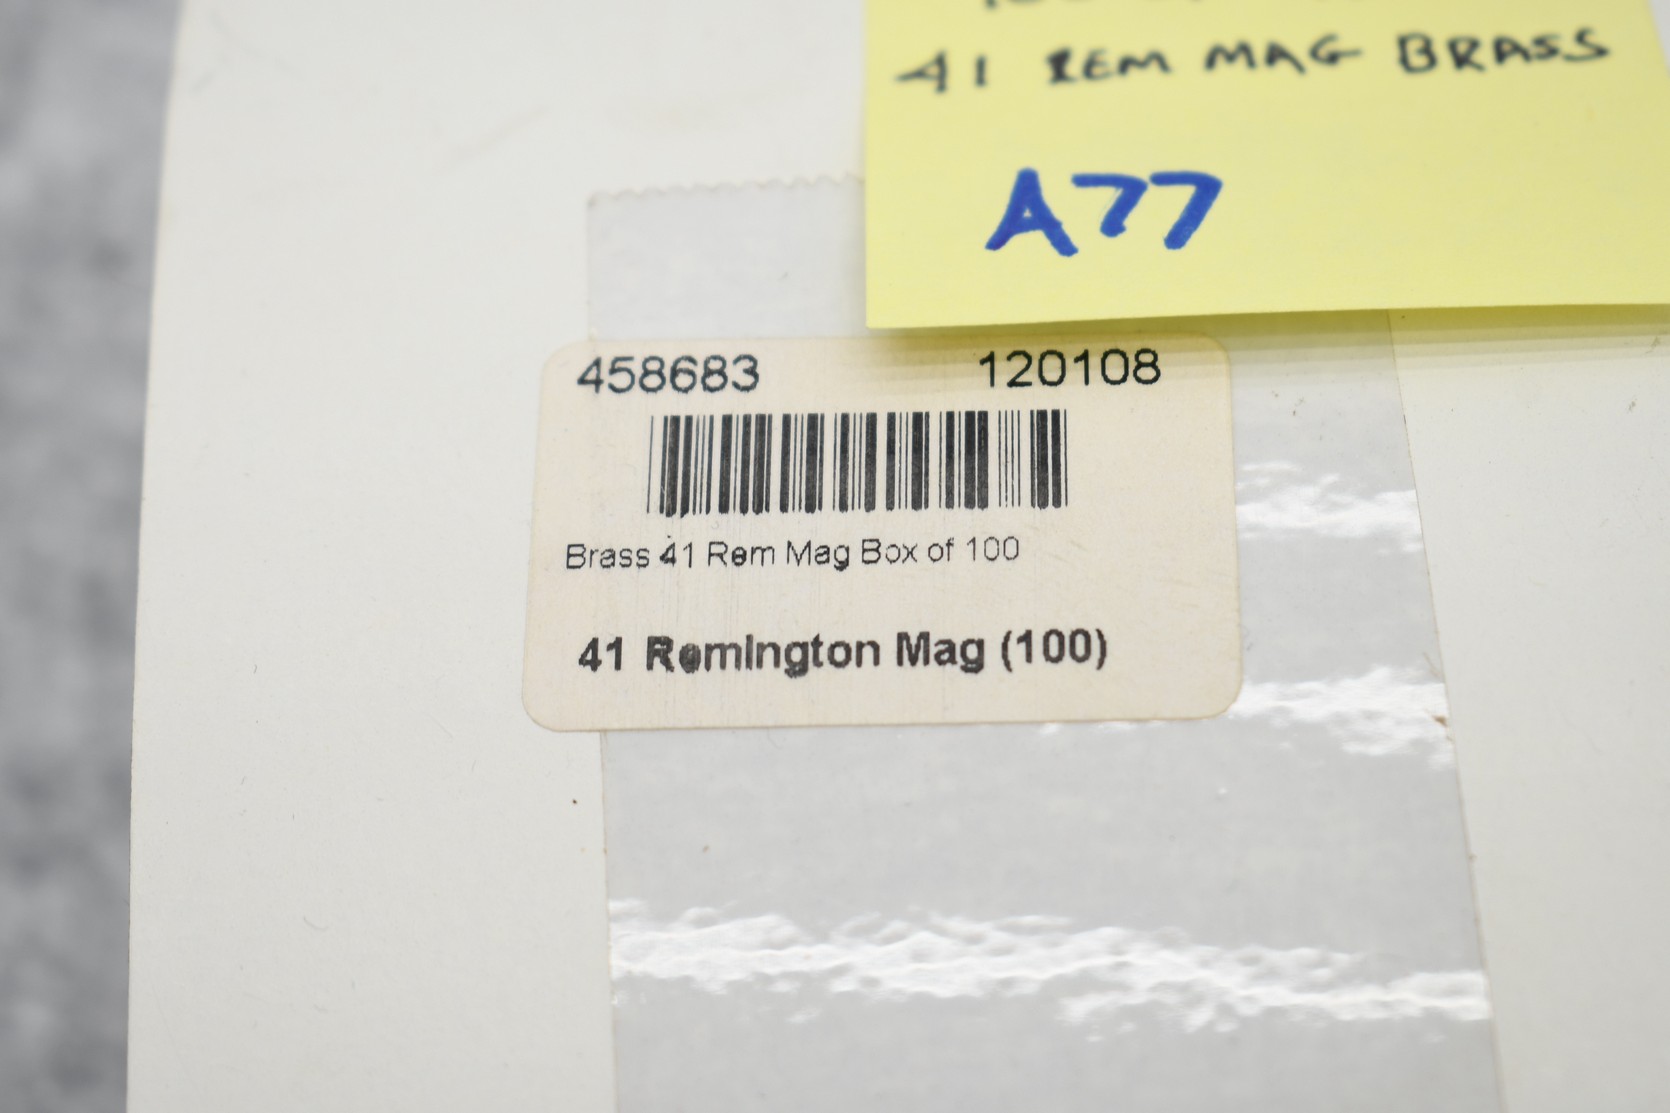 41 REM MAG BRASS
A77
458683 120108
Brass 41 Rem Mag Box of 100
41 Remington Mag (100)